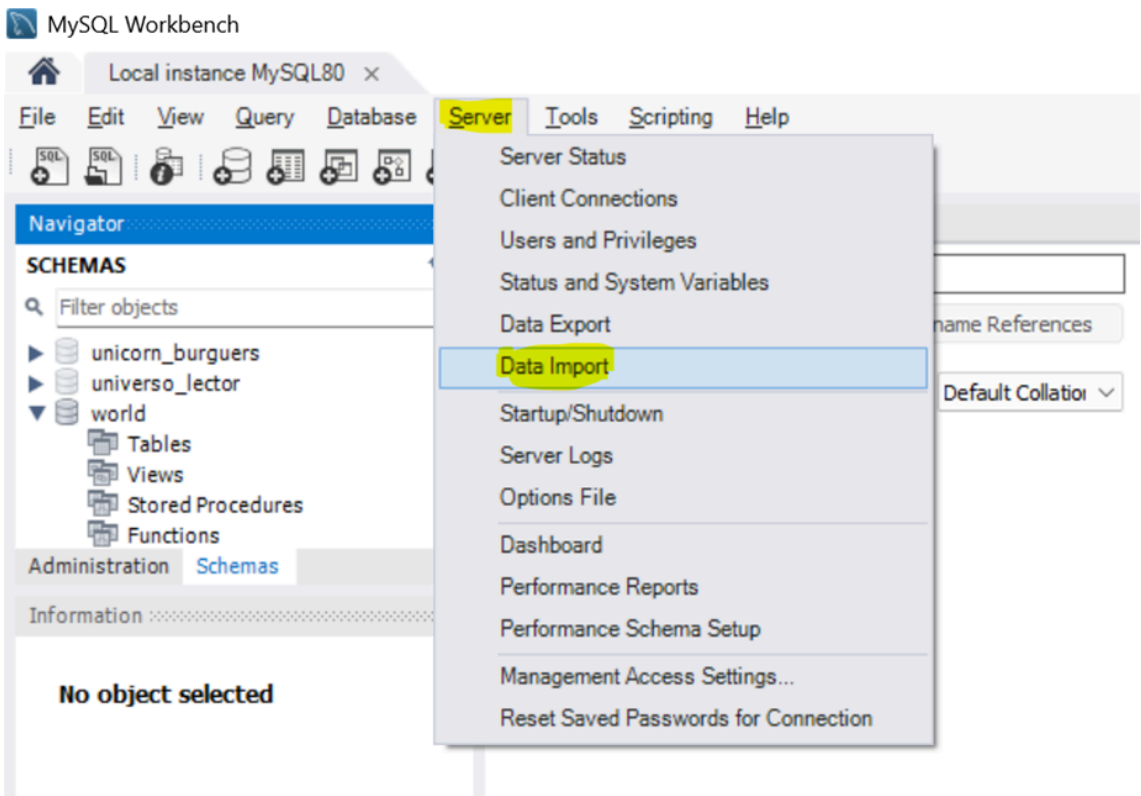 MySQL Workbench
Local instance MySQL80 ×
File Edit View Query Database Server Tools Scripting Help
SQL SQL
Server Status
Client Connections
Users and Privileges
Status and System Variables
Data Export
Data Import
Startup/Shutdown
Server Logs
Options File
Dashboard
Performance Reports
Performance Schema Setup
Management Access Settings...
Reset Saved Passwords for Connection
Navigator
SCHEMAS
Filter objects
unicorn_burguers
universo_lector
world
Tables
Views
Stored Procedures
Functions
Administration Schemas
Information
No object selected
name References
Default Collation